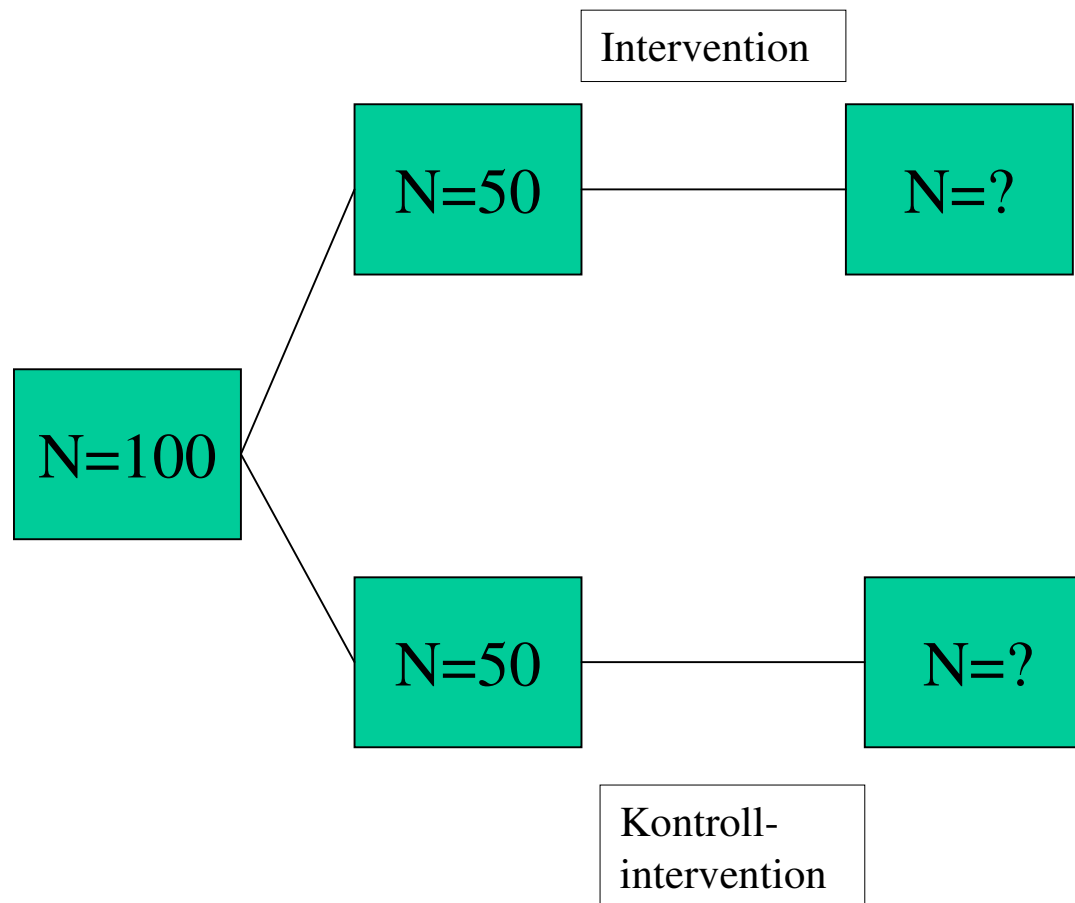 Intervention
N=50
N=?
N=100
N=50
N=?
Kontroll-
intervention